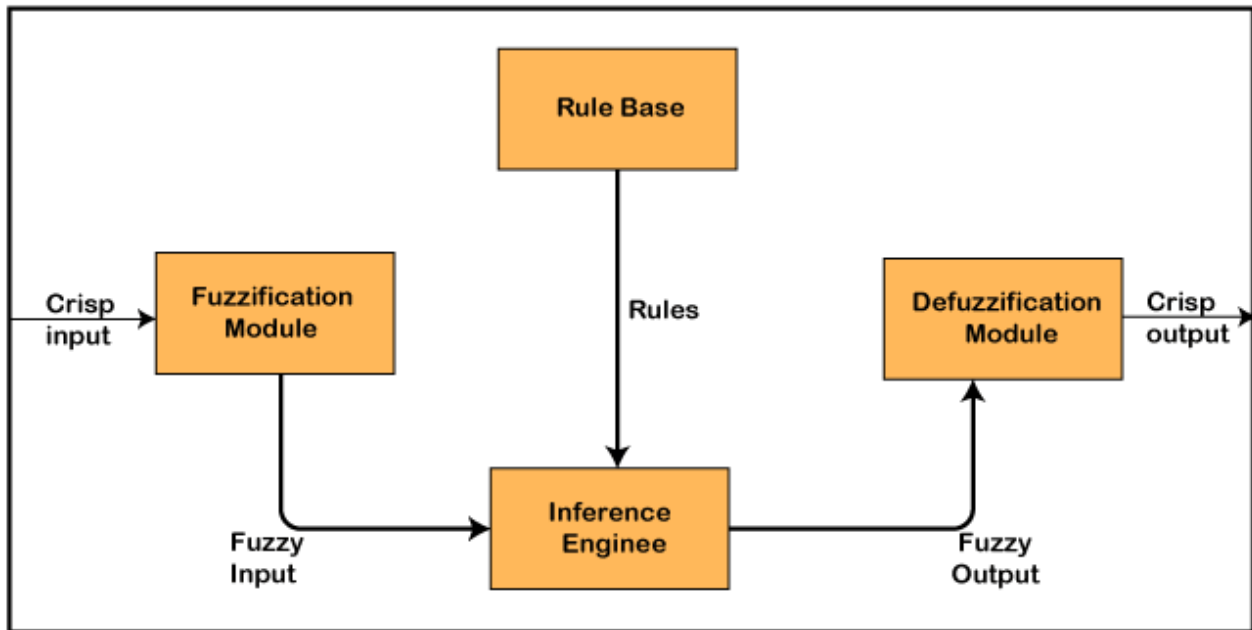 Rule Base
Crisp
input
Fuzzification
Module
Rules
Defuzzification
Module
Crisp
output
Inference
Enginee
Fuzzy
Input
Fuzzy
Output